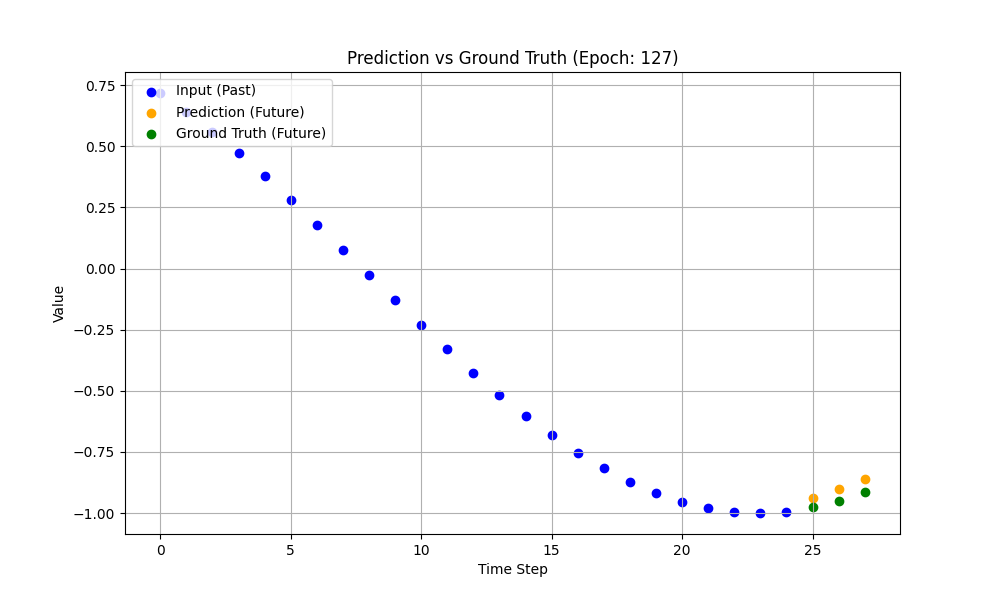 Prediction vs Ground Truth (Epoch: 127)
Input (Past)
Prediction (Future)
Ground Truth (Future)
0.75
0.50
0.25
0.00
−0.25
−0.50
−0.75
−1.00
Value
0 5 10 15 20 25
Time Step